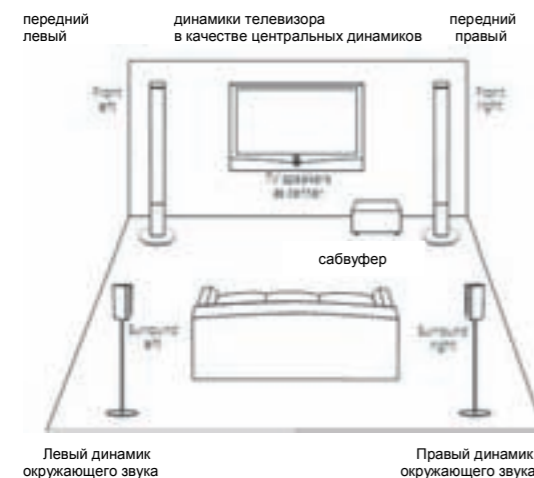 передний
левый
динамики телевизора
в качестве центральных динамиков
передний
правый
Front
left
Front
right
TV speakers
as center
сабвуфер
Surround
left
Surround
right
Левый динамик
окружающего звука
Правый динамик
окружающего звука